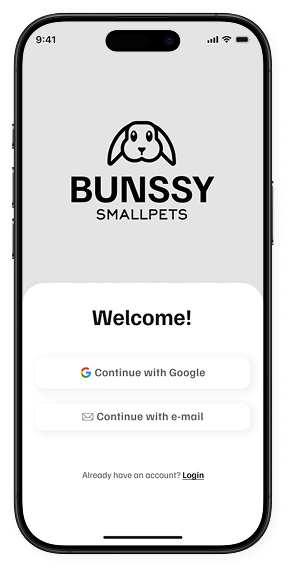 9:41
BUNSSY
SMALLPETS
Welcome!
Continue with Google
Continue with e-mail
Already have an account? Login